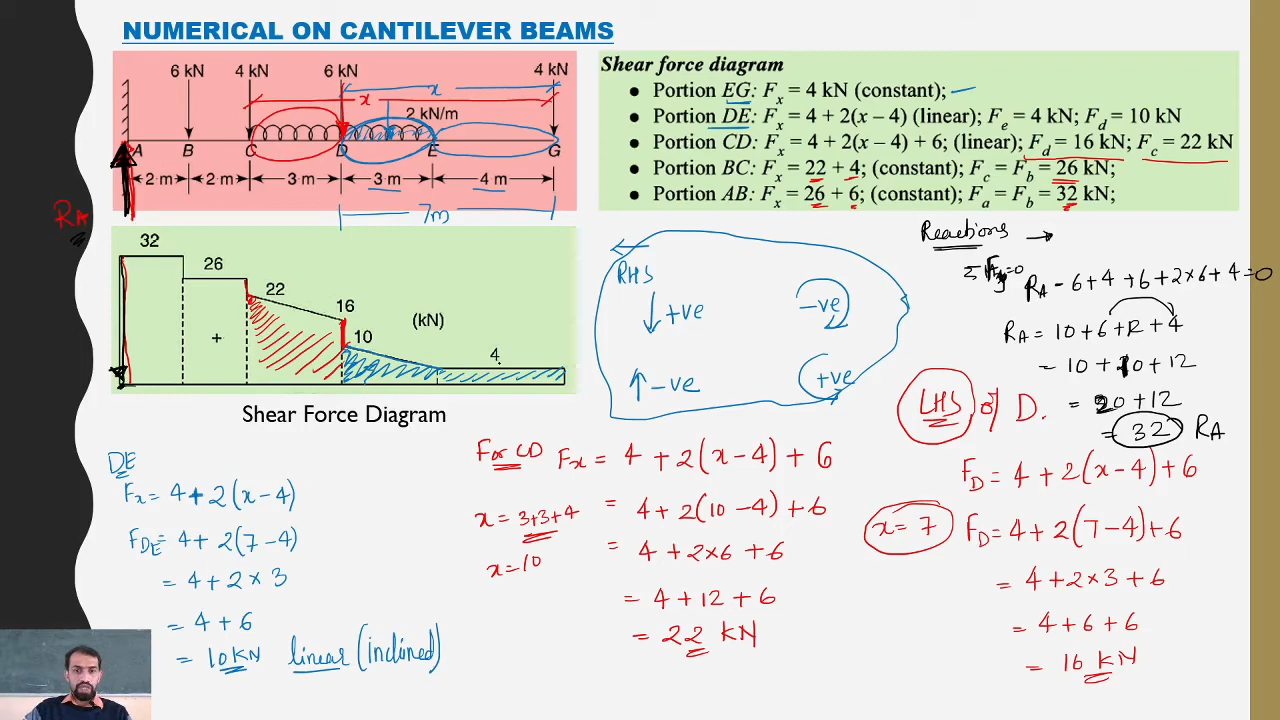 NUMERICAL ON CANTILEVER BEAMS
6 kN 4 kN 6 kN 4 kN
x
x
2 kN/m
A B C D E G
2 m 2 m 3 m 3 m 4 m
7m
RA
Shear force diagram
• Portion EG: Fx = 4 kN (constant);
• Portion DE: Fx = 4 + 2(x – 4) (linear); Fe = 4 kN; Fd = 10 kN
• Portion CD: Fx = 4 + 2(x – 4) + 6; (linear); Fd = 16 kN; Fc = 22 kN
• Portion BC: Fx = 22 + 4; (constant); Fc = Fb = 26 kN;
• Portion AB: Fx = 26 + 6; (constant); Fa = Fb = 32 kN;
32
26
22
16
10
4
+
(kN)
Shear Force Diagram
RHS
↓ +ve
-ve
↑ -ve
+ve
Reactions →
RA - 6+4+6+2×6+4=0
RA = 10+6+12+4
= 10+10+12
= 20+12
= 32 RA
LHS of D.
FD = 4+2(x-4)+6
x=7
FD = 4+2(7-4)+6
= 4+2×3+6
= 4+6+6
= 16 kN
DE
Fx = 4+2(x-4)
FDE = 4+2(7-4)
= 4+2×3
= 4+6
= 10 kN linear (inclined)
For CD Fx = 4+2(x-4)+6
x = 3+3+4
= 4+2(10-4)+6
x=10
= 4+2×6+6
= 4+12+6
= 22 kN